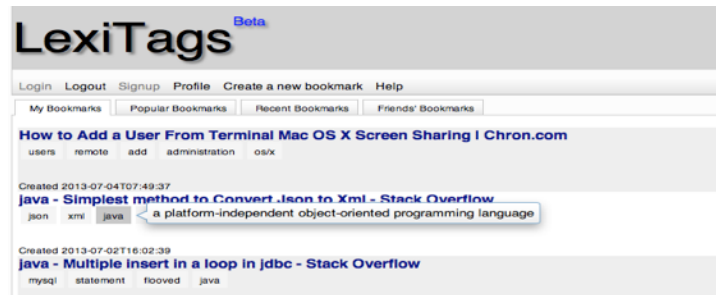 LexiTags Beta
Login Logout Signup Profile Create a new bookmark Help
My Bookmarks Popular Bookmarks Recent Bookmarks Friends' Bookmarks
How to Add a User From Terminal Mac OS X Screen Sharing | Chron.com
users remote add administration os/x
Created 2013-07-04T07:49:37
java - Simplest method to Convert Json to Xml - Stack Overflow
json xml java a platform-independent object-oriented programming language
Created 2013-07-02T16:02:39
java - Multiple insert in a loop in jdbc - Stack Overflow
mysql statement flooved java